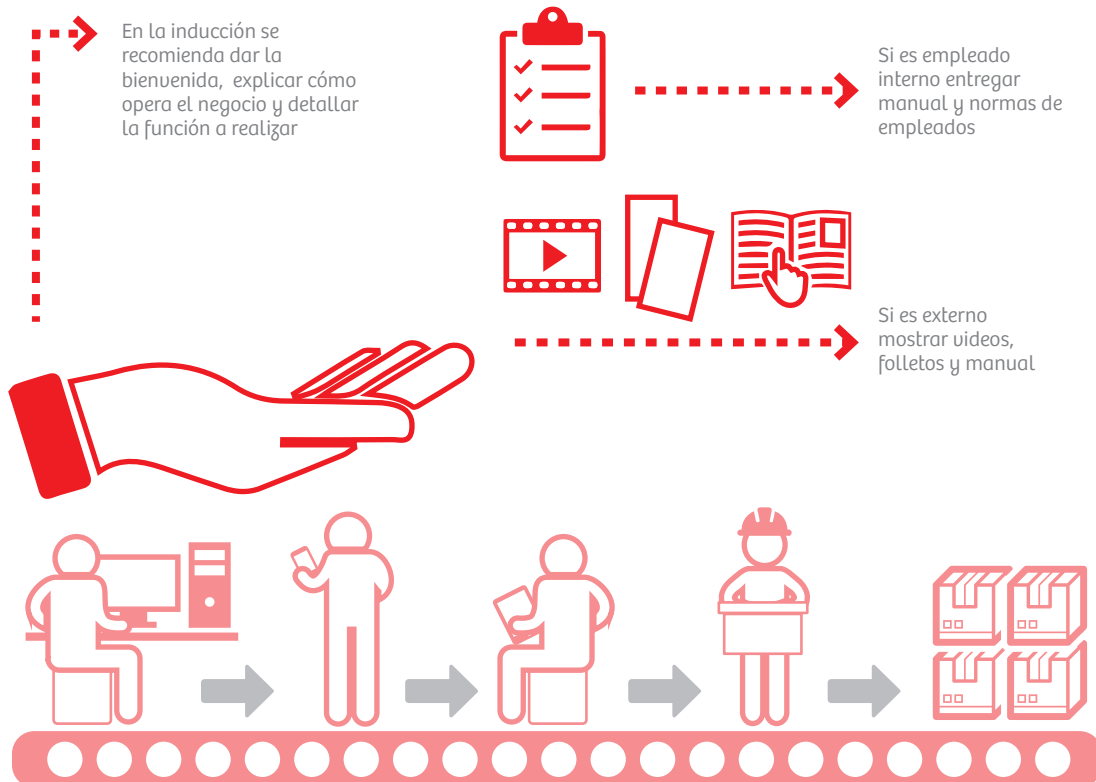 En la inducción se
recomienda dar la
bienvenida, explicar cómo
opera el negocio y detallar
la función a realizar
Si es empleado
interno entregar
manual y normas de
empleados
Si es externo
mostrar videos,
folletos y manual